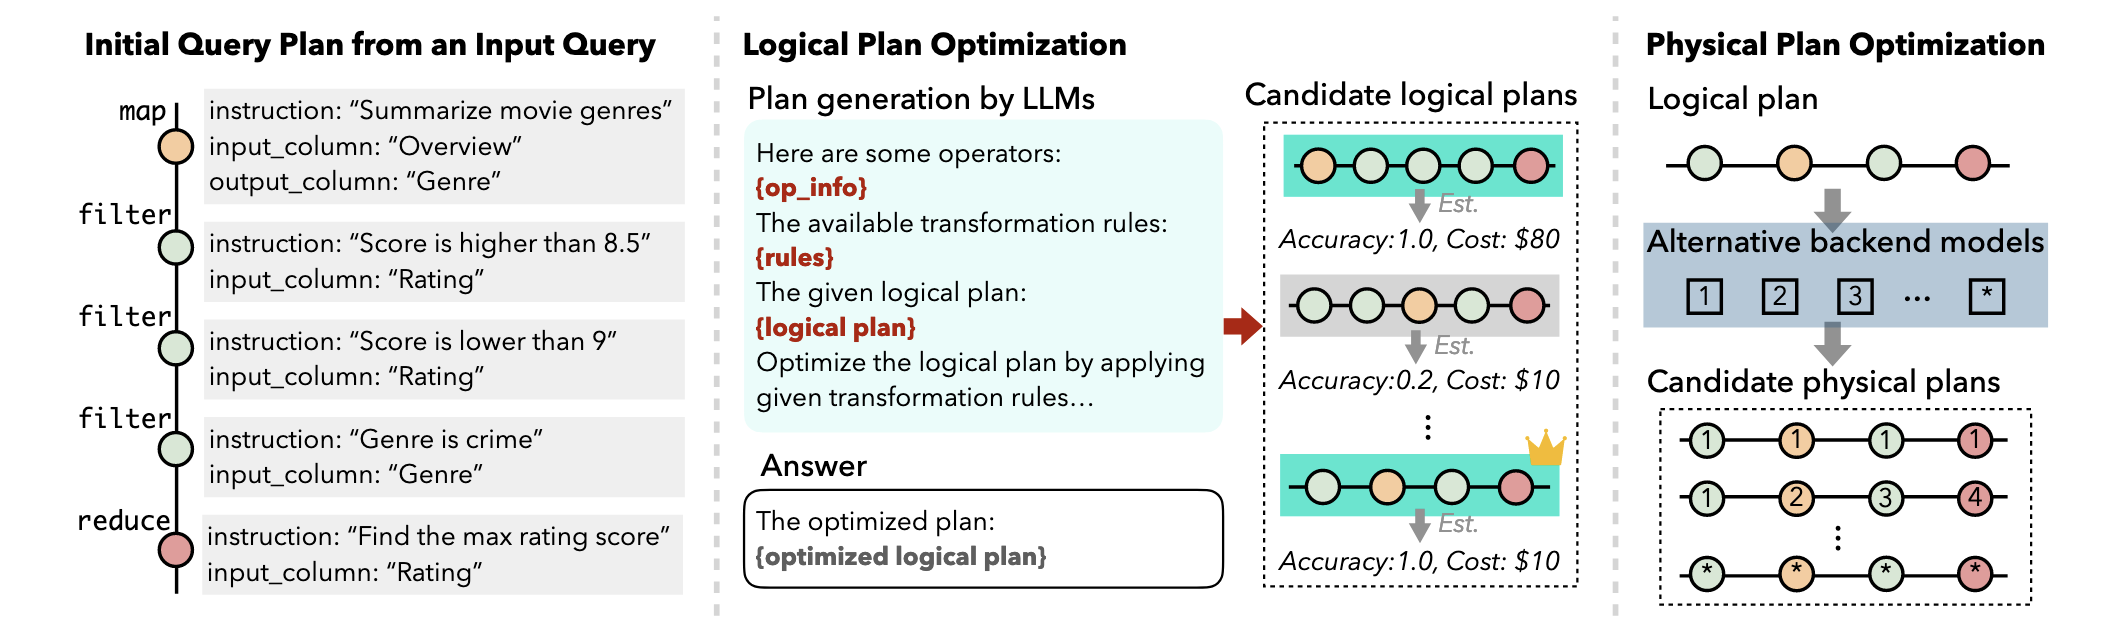 Initial Query Plan from an Input Query
map
instruction: “Summarize movie genres”
input_column: “Overview”
output_column: “Genre”
filter
instruction: “Score is higher than 8.5”
input_column: “Rating”
filter
instruction: “Score is lower than 9”
input_column: “Rating”
filter
instruction: “Genre is crime”
input_column: “Genre”
reduce
instruction: “Find the max rating score”
input_column: “Rating”
Logical Plan Optimization
Plan generation by LLMs
Here are some operators:
{op_info}
The available transformation rules:
{rules}
The given logical plan:
{logical plan}
Optimize the logical plan by applying
given transformation rules…
Answer
The optimized plan:
{optimized logical plan}
Candidate logical plans
Est.
Accuracy:1.0, Cost: $80
Est.
Accuracy:0.2, Cost: $10
⋮
Est.
Accuracy:1.0, Cost: $10
Physical Plan Optimization
Logical plan
Alternative backend models
1 2 3 … *
Candidate physical plans
1 1 1 1
1 2 3 4
⋮
* * * *